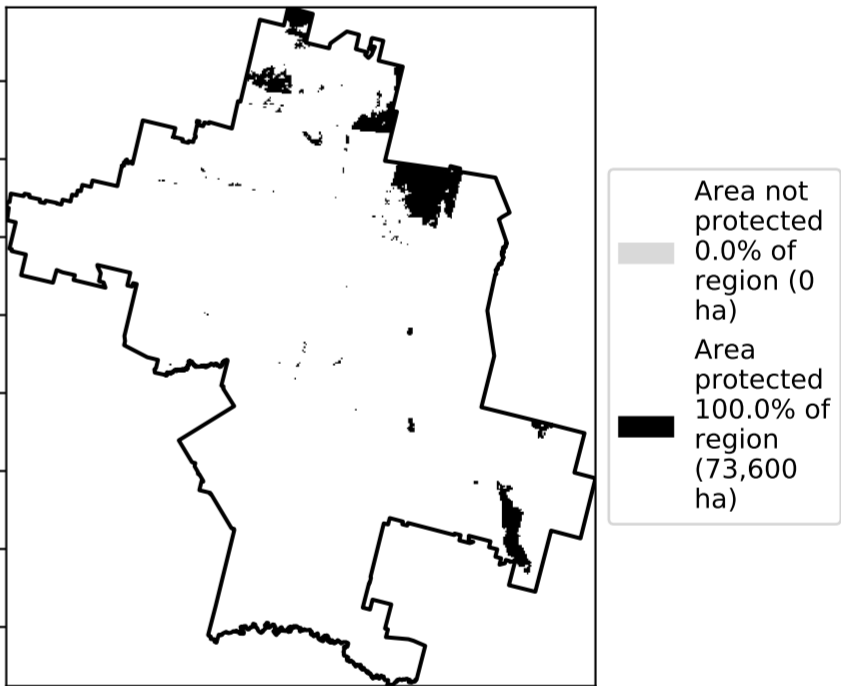 Area not
protected
0.0% of
region (0
ha)
Area
protected
100.0% of
region
(73,600
ha)